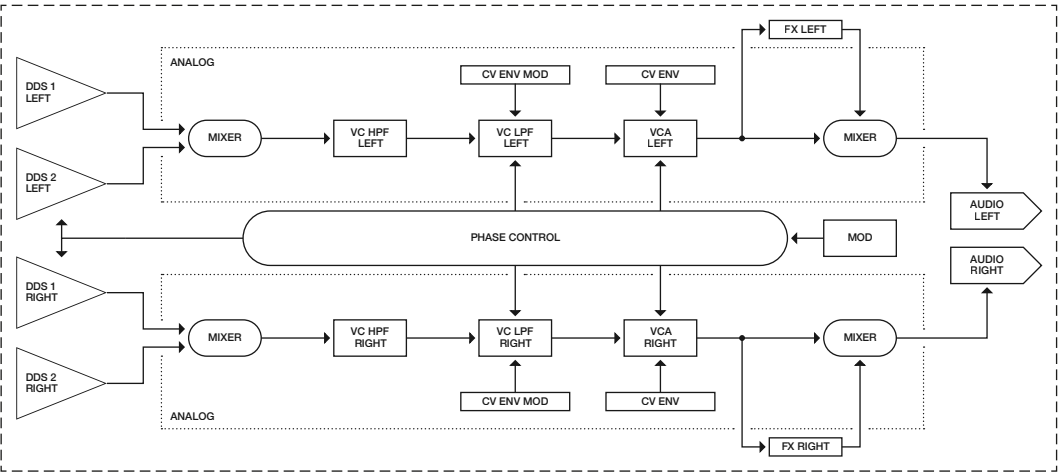 FX LEFT
ANALOG
CV ENV MOD
CV ENV
DDS 1
LEFT
MIXER
VC HPF
LEFT
VC LPF
LEFT
VCA
LEFT
MIXER
DDS 2
LEFT
AUDIO
LEFT
PHASE CONTROL
MOD
AUDIO
RIGHT
DDS 1
RIGHT
MIXER
VC HPF
RIGHT
VC LPF
RIGHT
VCA
RIGHT
MIXER
DDS 2
RIGHT
CV ENV MOD
CV ENV
ANALOG
FX RIGHT